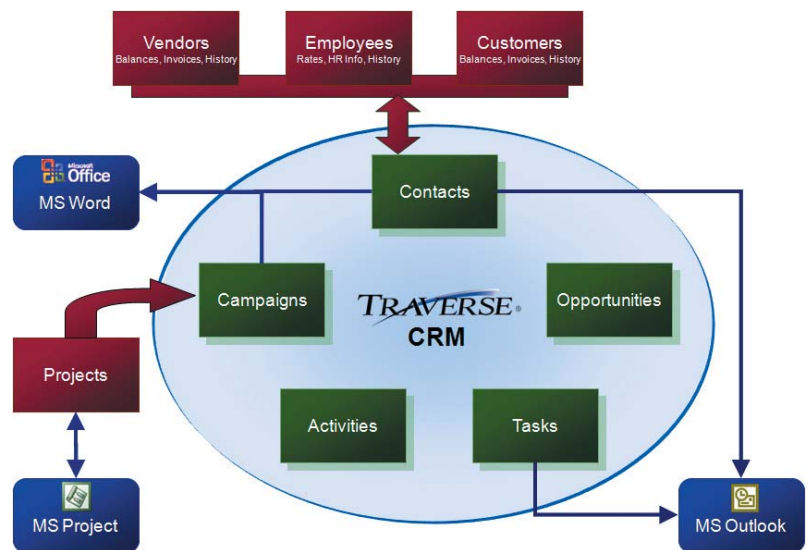 Vendors
Balances, Invoices, History
Employees
Rates, HR Info, History
Customers
Balances, Invoices, History
Microsoft
Office
MS Word
Contacts
Campaigns
TRAVERSE®
CRM
Opportunities
Projects
Activities
Tasks
MS Project
MS Outlook